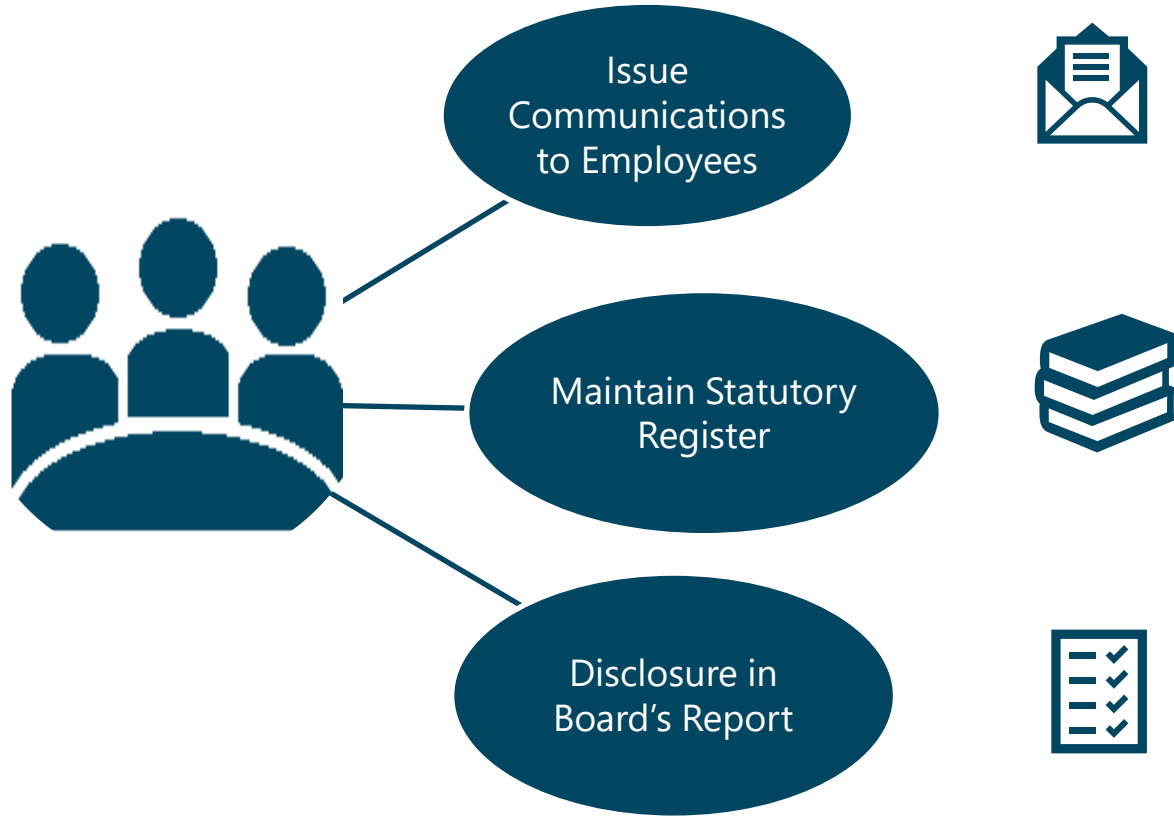 Issue
Communications
to Employees
Maintain Statutory
Register
Disclosure in
Board’s Report